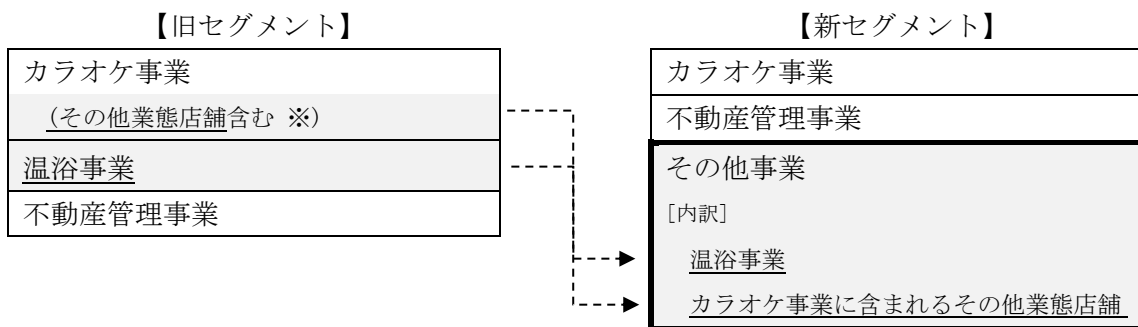 【旧セグメント】
カラオケ事業
(その他業態店舗含む ※)
温浴事業
不動産管理事業
【新セグメント】
カラオケ事業
不動産管理事業
その他事業
[内訳]
温浴事業
カラオケ事業に含まれるその他業態店舗